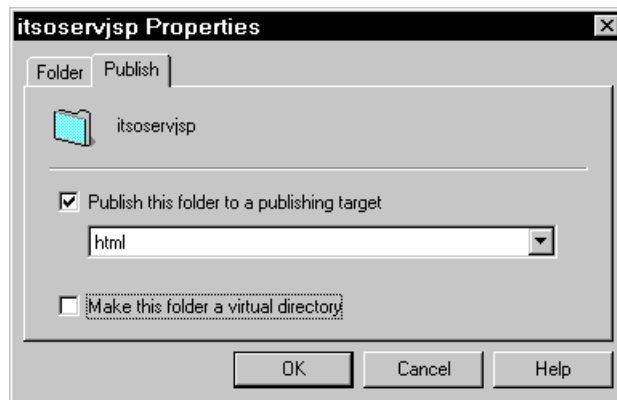 itsoservjsp Properties
Folder
Publish
itsoservjsp
Publish this folder to a publishing target
html
Make this folder a virtual directory
OK
Cancel
Help